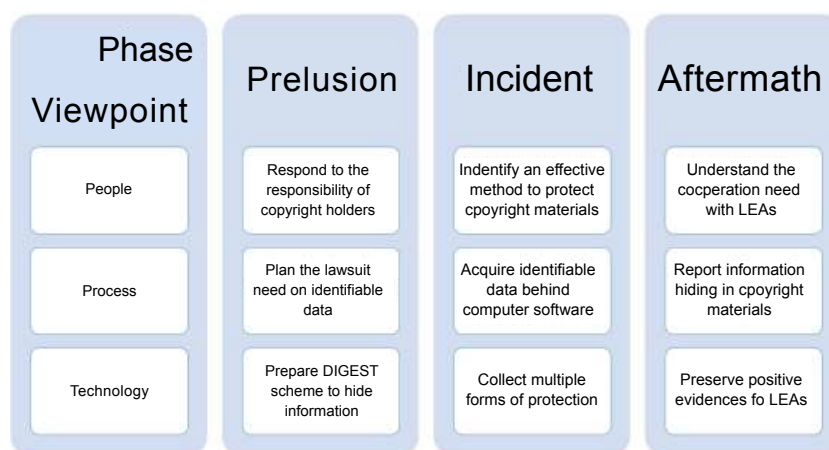 Phase
Viewpoint
People
Process
Technology
Prelusion
Respond to the
responsibility of
copyright holders
Plan the lawsuit
need on identifiable
data
Prepare DIGEST
scheme to hide
information
Incident
Indentify an effective
method to protect
cpoyright materials
Acquire identifiable
data behind
computer software
Collect multiple
forms of protection
Aftermath
Understand the
cocperation need
with LEAs
Report information
hiding in cpoyright
materials
Preserve positive
evidences fo LEAs